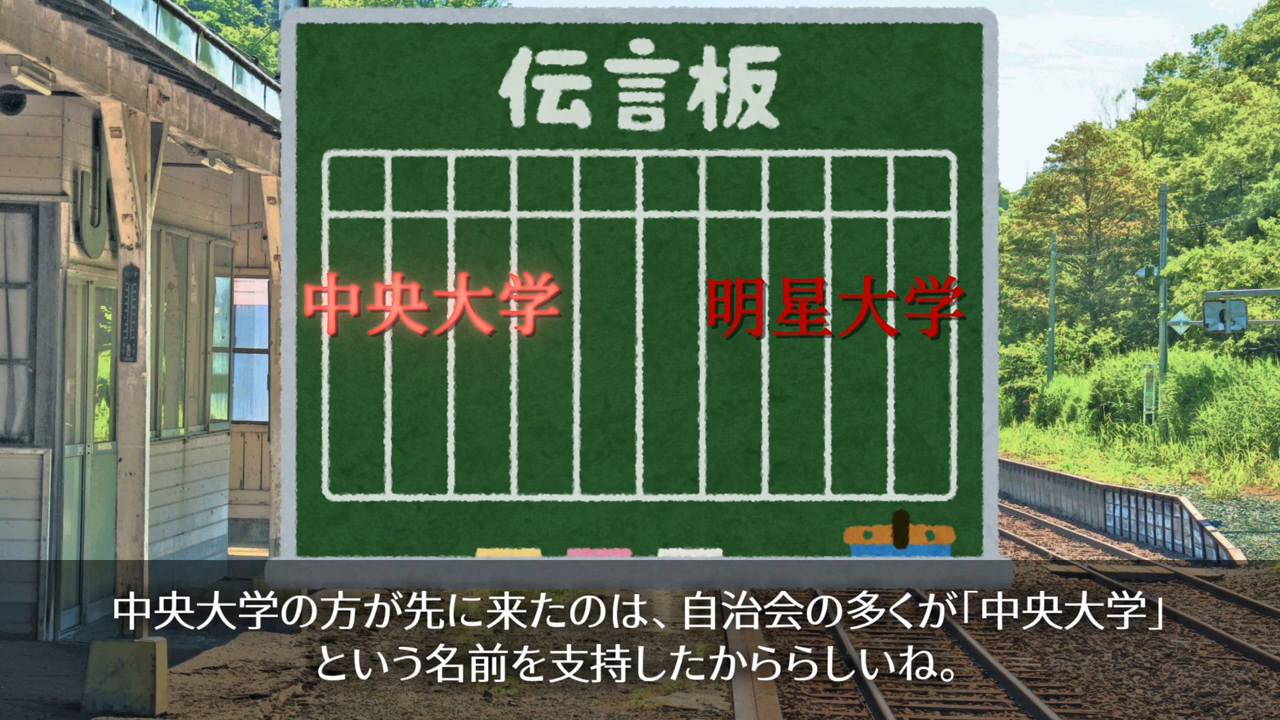 伝言板
中央大学 明星大学
中央大学の方が先に来たのは、自治会の多くが「中央大学」
という名前を支持したかららしいね。